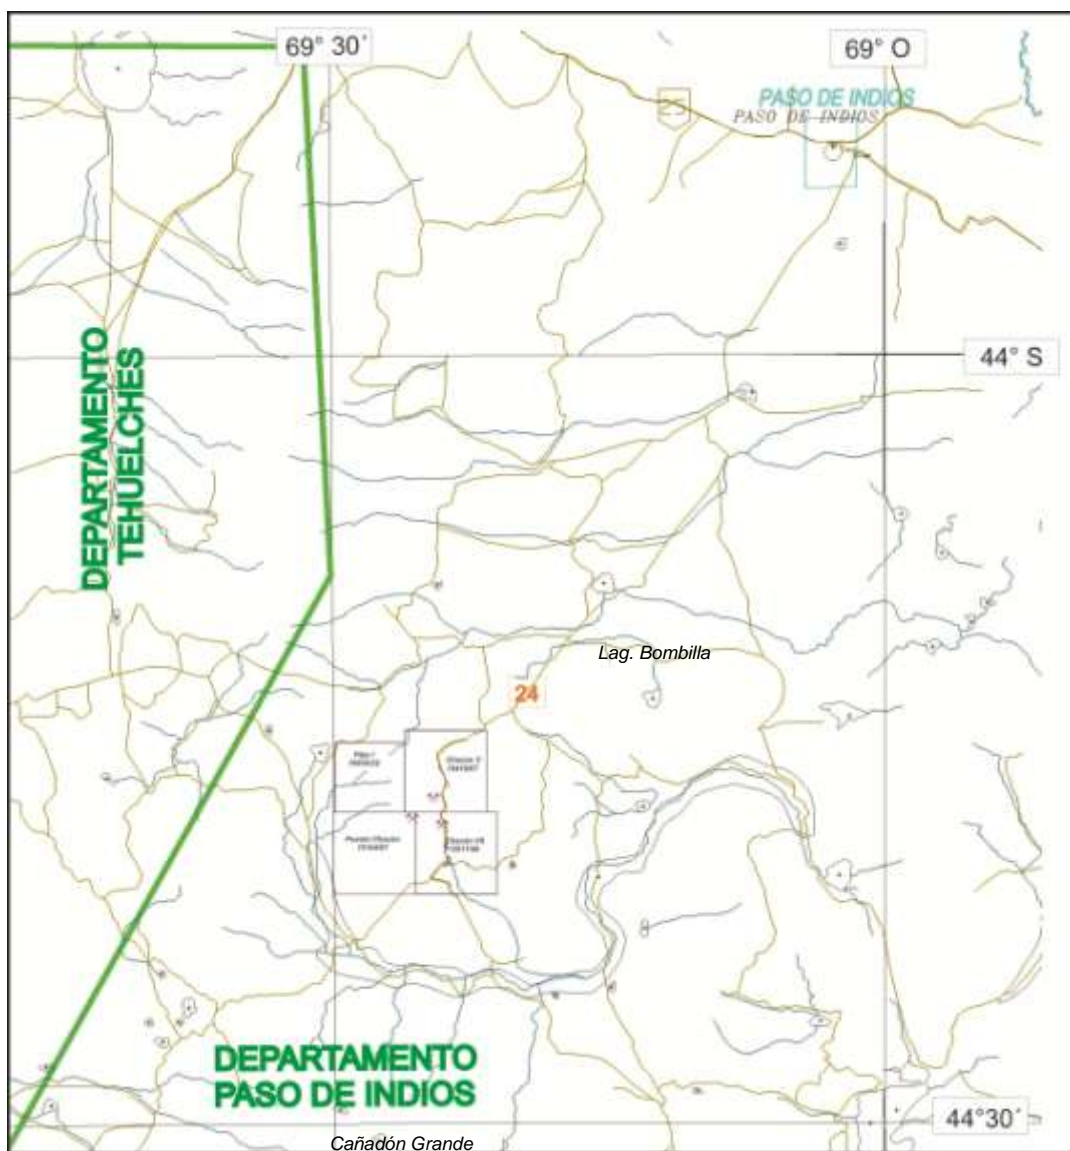 69° 30´
69° O
25
PASO DE INDIOS
PASO DE INDIOS
44° S
DEPARTAMENTO
TEHUELCHES
Lag. Bombilla
24
DEPARTAMENTO
PASO DE INDIOS
44°30´
Cañadón Grande